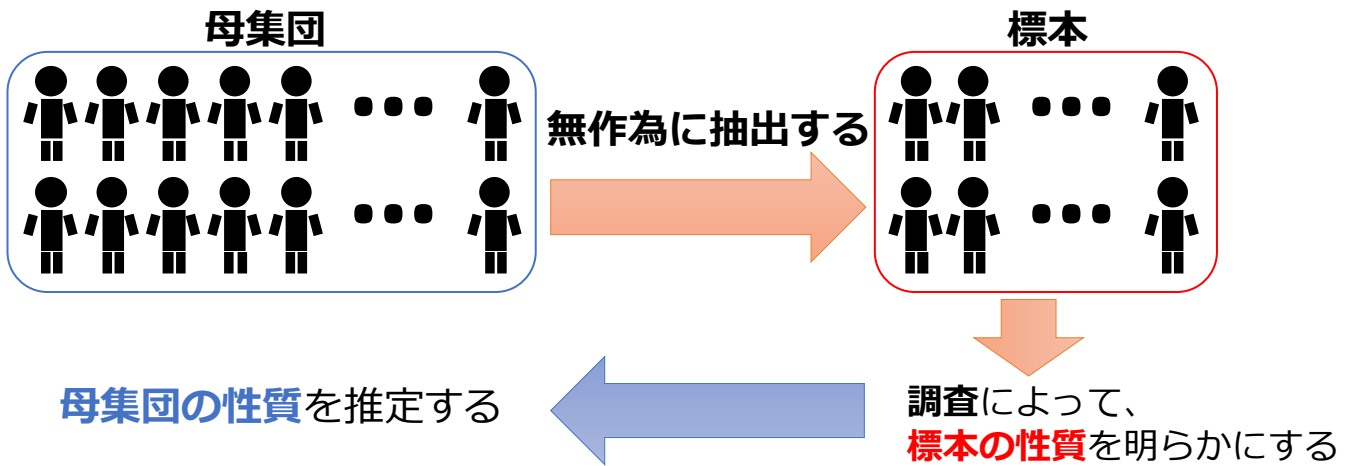 母集団
標本
無作為に抽出する
調査によって、
標本の性質を明らかにする
母集団の性質を推定する